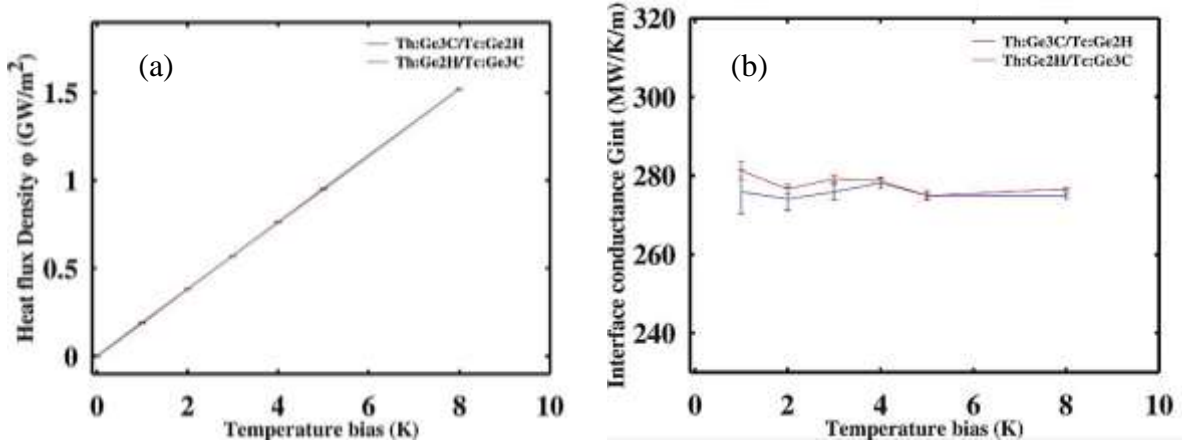 (a)
Th:Ge3C/Tc:Ge2H
Th:Ge2H/Tc:Ge3C
Heat flux Density φ (GW/m²)
1.5
1
0.5
0
0 2 4 6 8 10
Temperature bias (K)
(b)
Th:Ge3C/Tc:Ge2H
Th:Ge2H/Tc:Ge3C
Interface conductance Gint (MW/K/m)
320
300
280
260
240
0 2 4 6 8 10
Temperature bias (K)